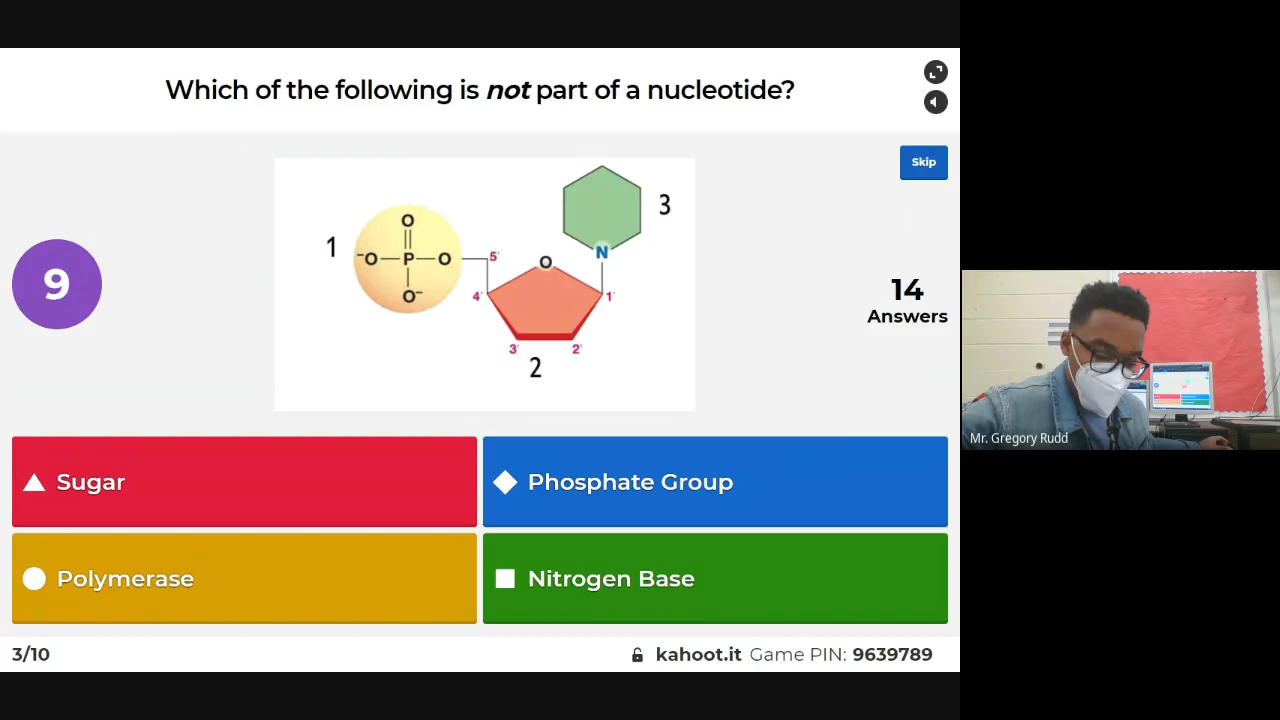 Which of the following is not part of a nucleotide?
Skip
9
14
Answers
1
O
⁻O—P—O
O⁻
5'
4'
O
N
1'
3'
2'
2
3
Sugar
Phosphate Group
Polymerase
Nitrogen Base
3/10
kahoot.it Game PIN: 9639789
Mr. Gregory Rudd